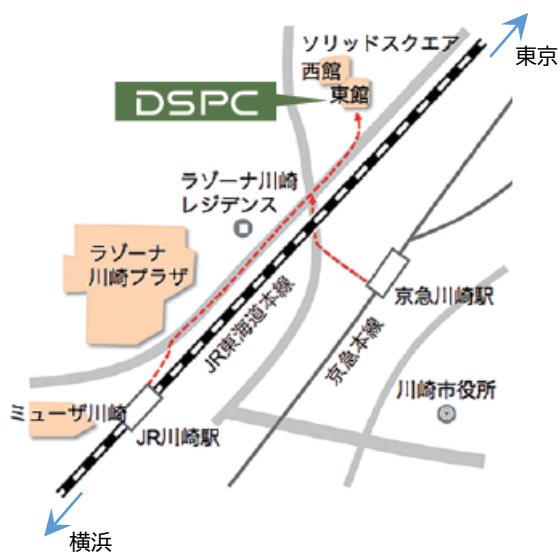 ソリッドスクエア
東京
西館
東館
DSPC
ラゾーナ川崎
レジデンス
ラゾーナ
川崎プラザ
京急川崎駅
JR東海道本線
京急本線
川崎市役所
ミューザ川崎
JR川崎駅
横浜